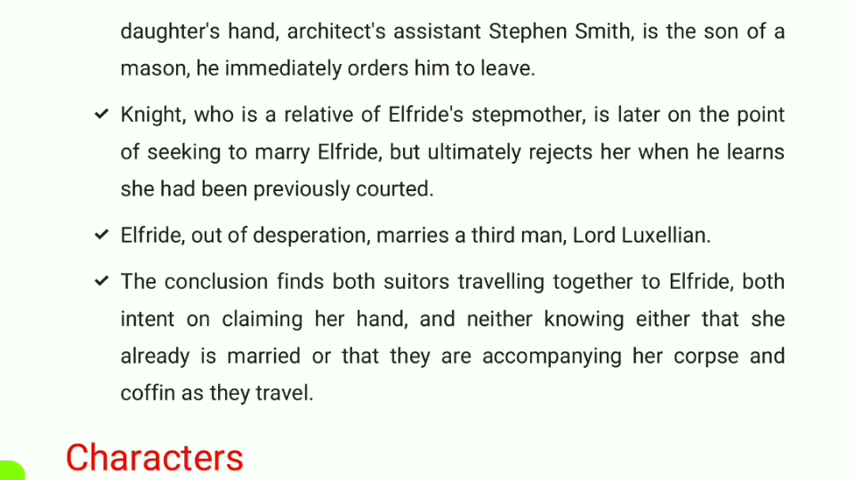 daughter's hand, architect's assistant Stephen Smith, is the son of a
mason, he immediately orders him to leave.
✓ Knight, who is a relative of Elfride's stepmother, is later on the point
of seeking to marry Elfride, but ultimately rejects her when he learns
she had been previously courted.
✓ Elfride, out of desperation, marries a third man, Lord Luxellian.
✓ The conclusion finds both suitors travelling together to Elfride, both
intent on claiming her hand, and neither knowing either that she
already is married or that they are accompanying her corpse and
coffin as they travel.
Characters